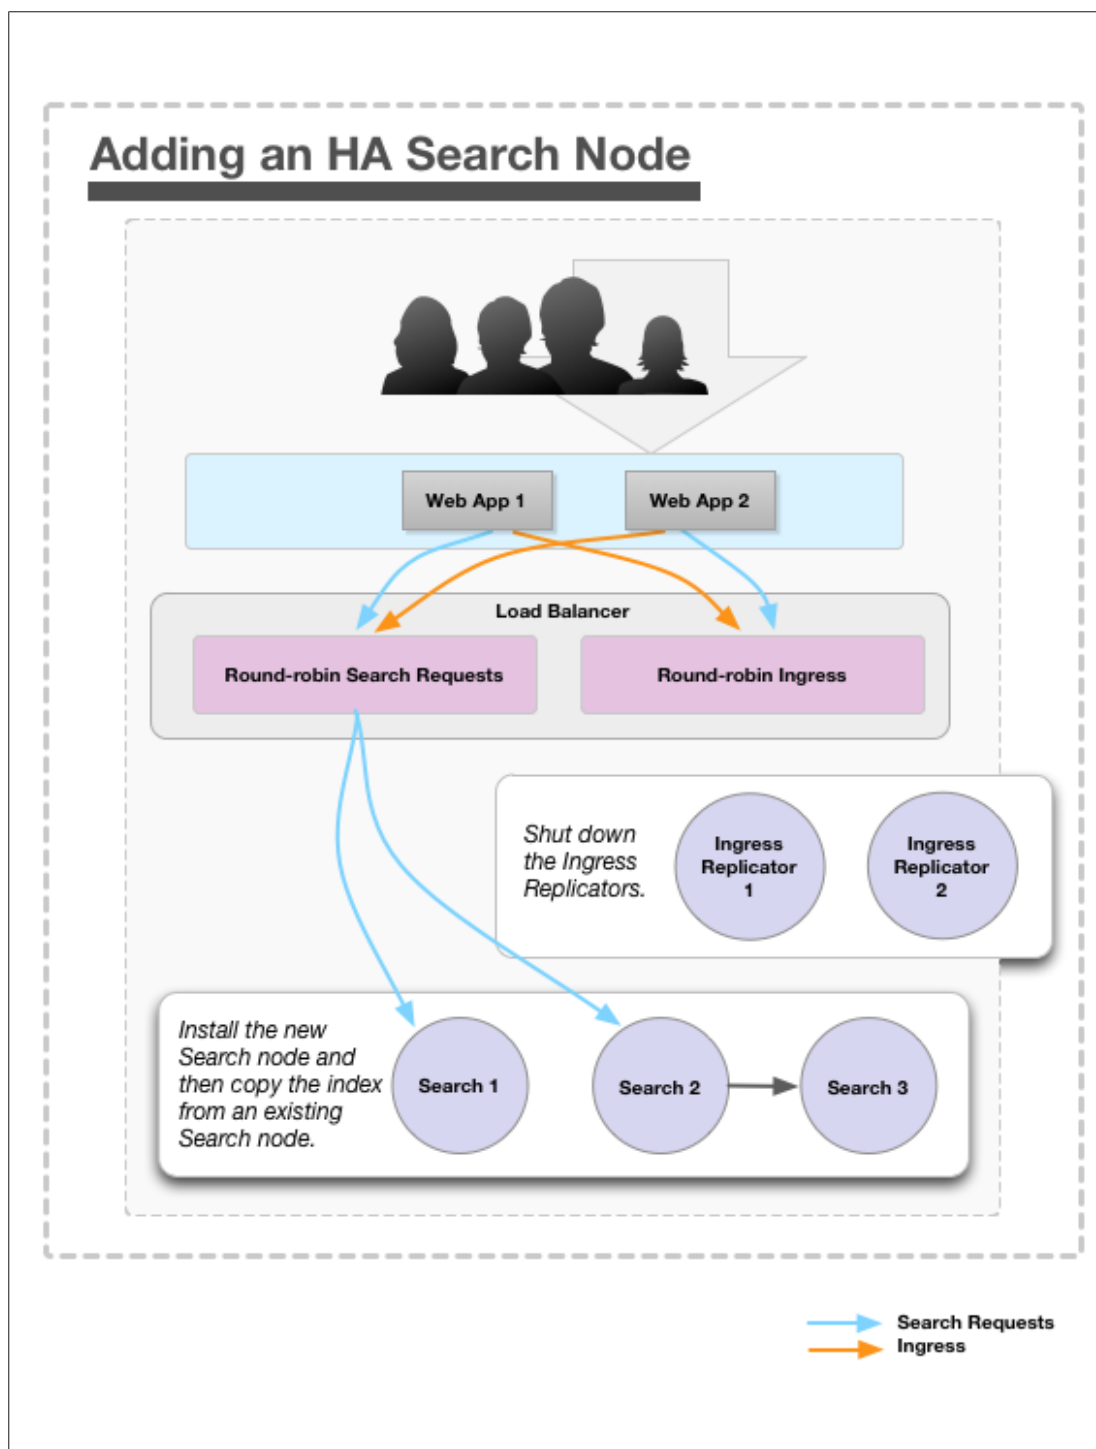 Adding an HA Search Node
Web App 1
Web App 2
Load Balancer
Round-robin Search Requests
Round-robin Ingress
Shut down
the Ingress
Replicators.
Ingress
Replicator
1
Ingress
Replicator
2
Install the new
Search node and
then copy the index
from an existing
Search node.
Search 1
Search 2
Search 3
Search Requests
Ingress